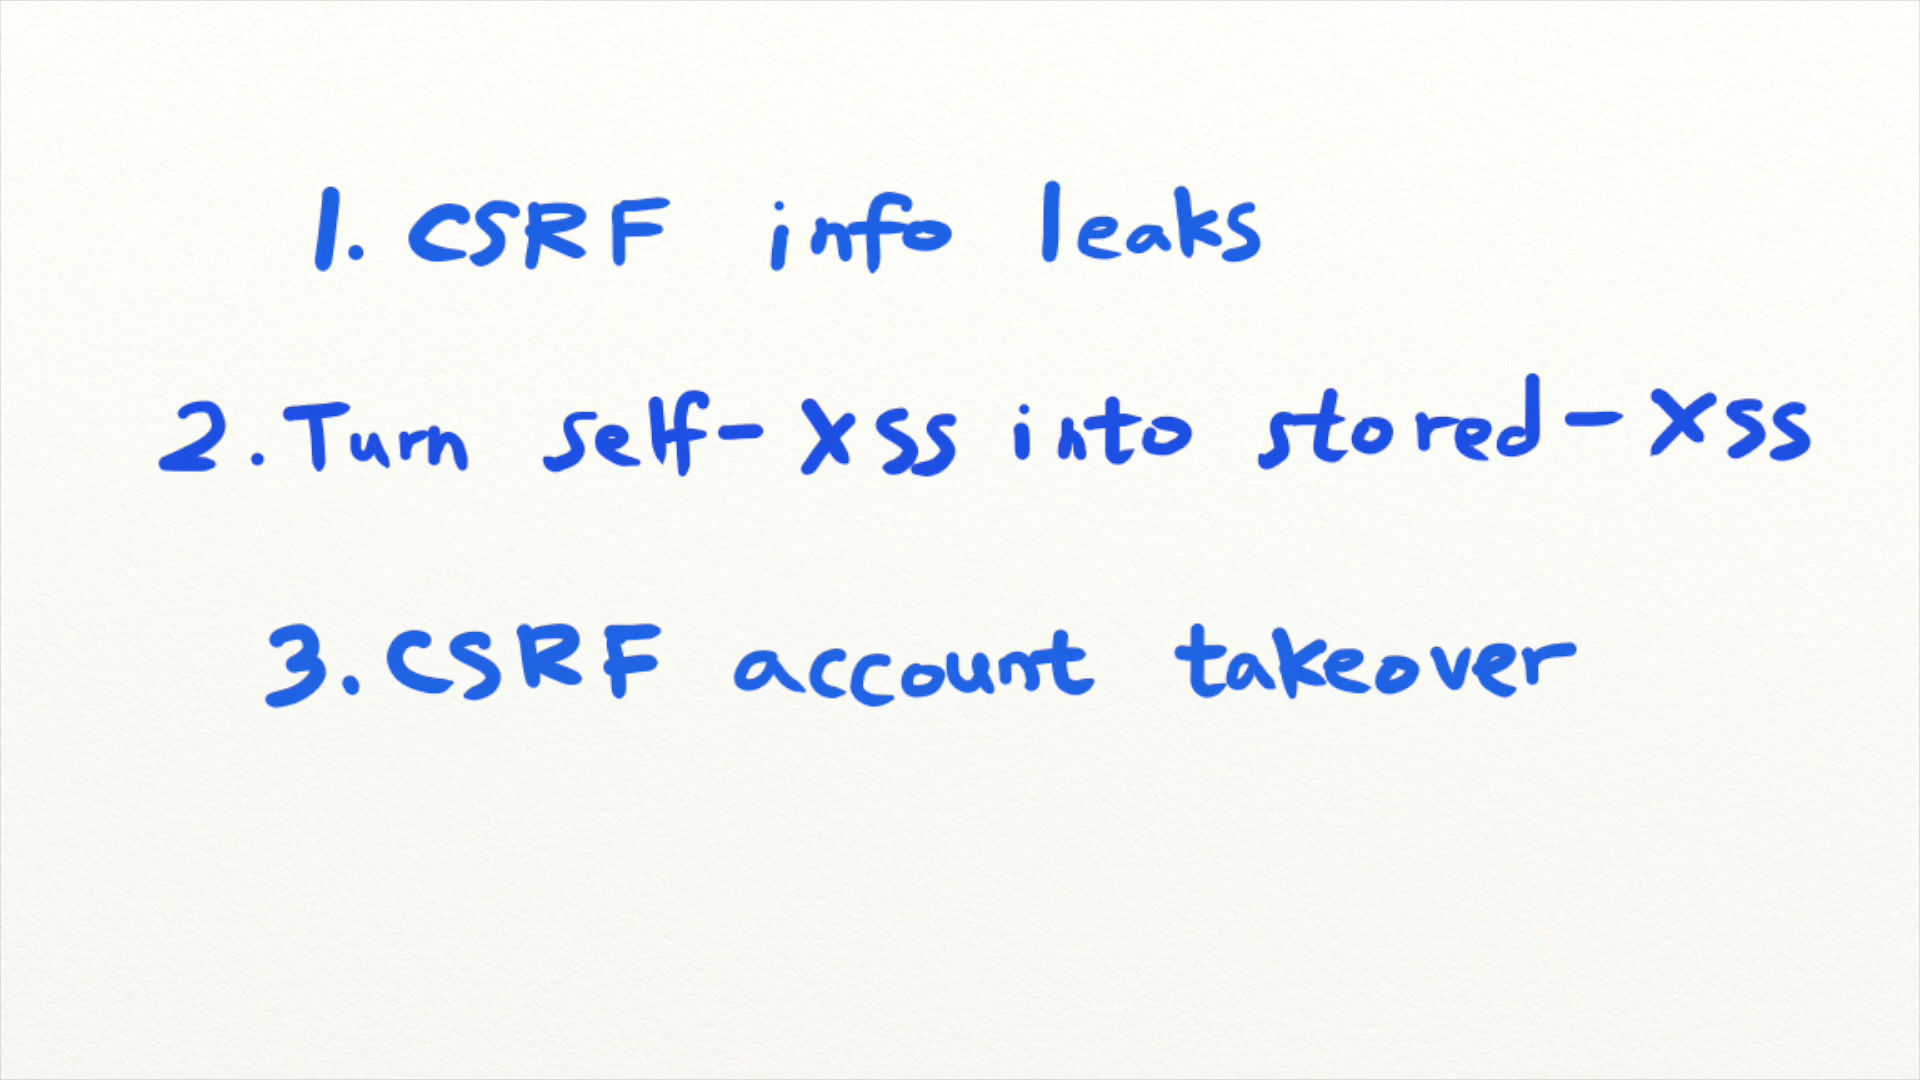 1. CSRF info leaks
2. Turn self-XSS into stored-XSS
3. CSRF account takeover